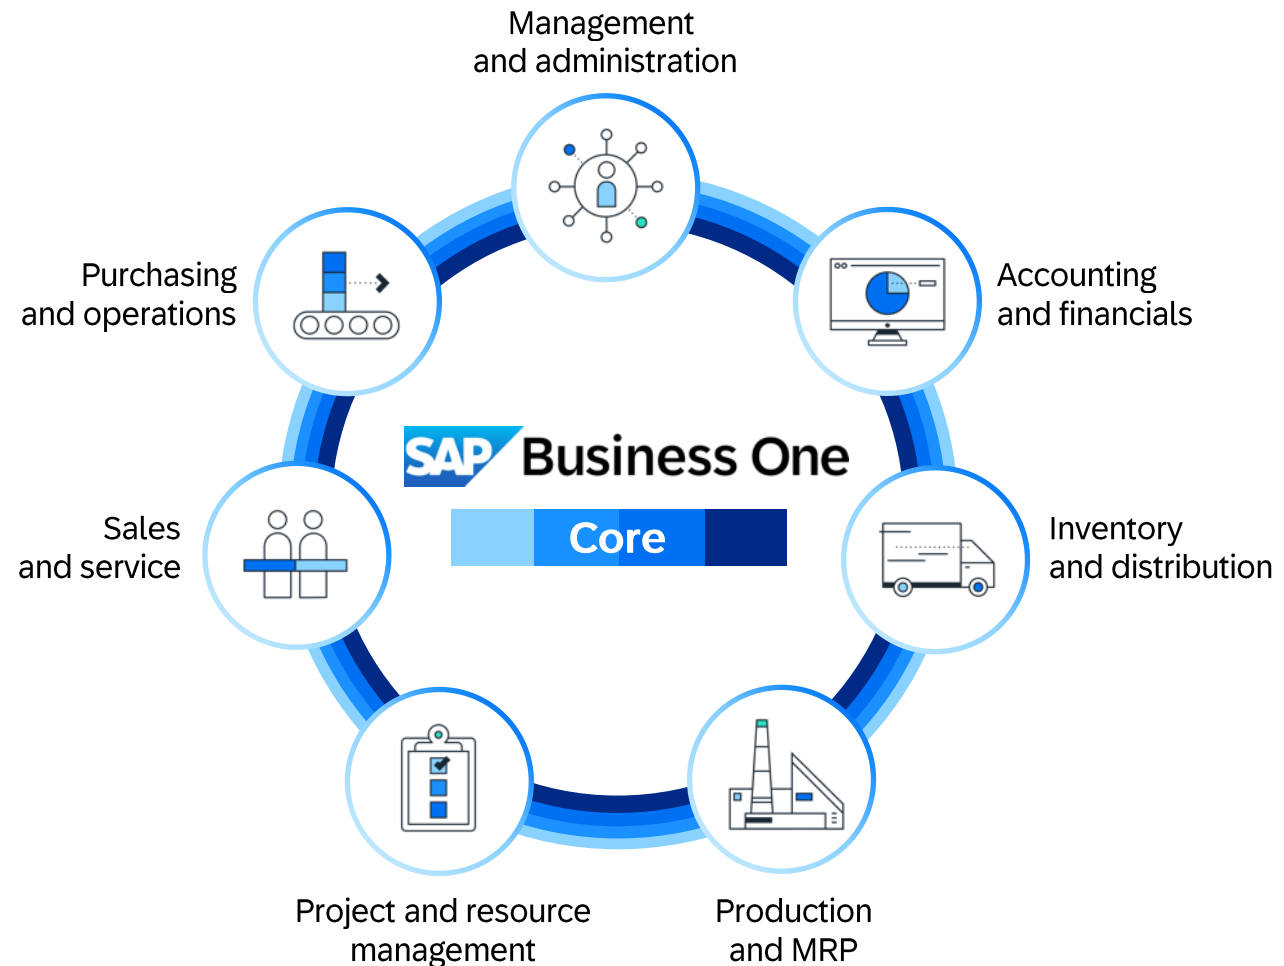 Management
and administration
Purchasing
and operations
Accounting
and financials
SAP Business One
Core
Sales
and service
Inventory
and distribution
Project and resource
management
Production
and MRP